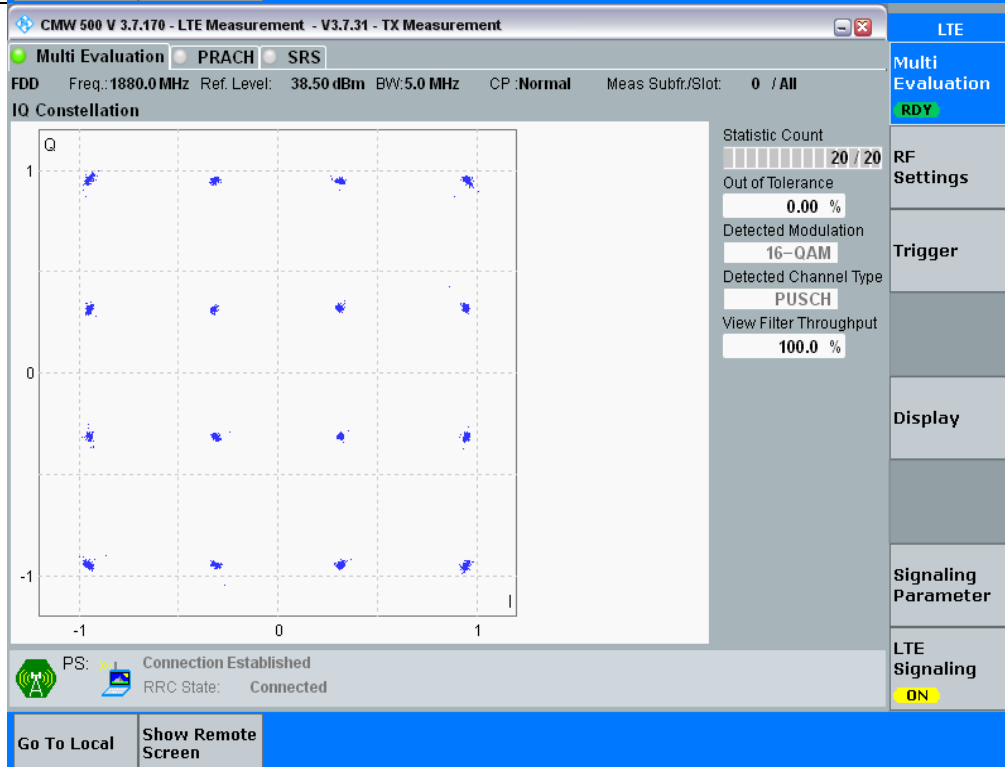 CMW 500 V 3.7.170 - LTE Measurement - V3.7.31 - TX Measurement
LTE
Multi Evaluation PRACH SRS
Multi Evaluation
RDY
FDD Freq.:1880.0 MHz Ref. Level: 38.50 dBm BW:5.0 MHz CP :Normal Meas Subfr./Slot: 0 / All
IQ Constellation
Q
1
0
-1
-1 0 1
I
Statistic Count
20 / 20
Out of Tolerance
0.00 %
Detected Modulation
16-QAM
Detected Channel Type
PUSCH
View Filter Throughput
100.0 %
RF
Settings
Trigger
Display
Signaling
Parameter
LTE
Signaling
ON
PS: Connection Established
RRC State: Connected
Go To Local
Show Remote
Screen